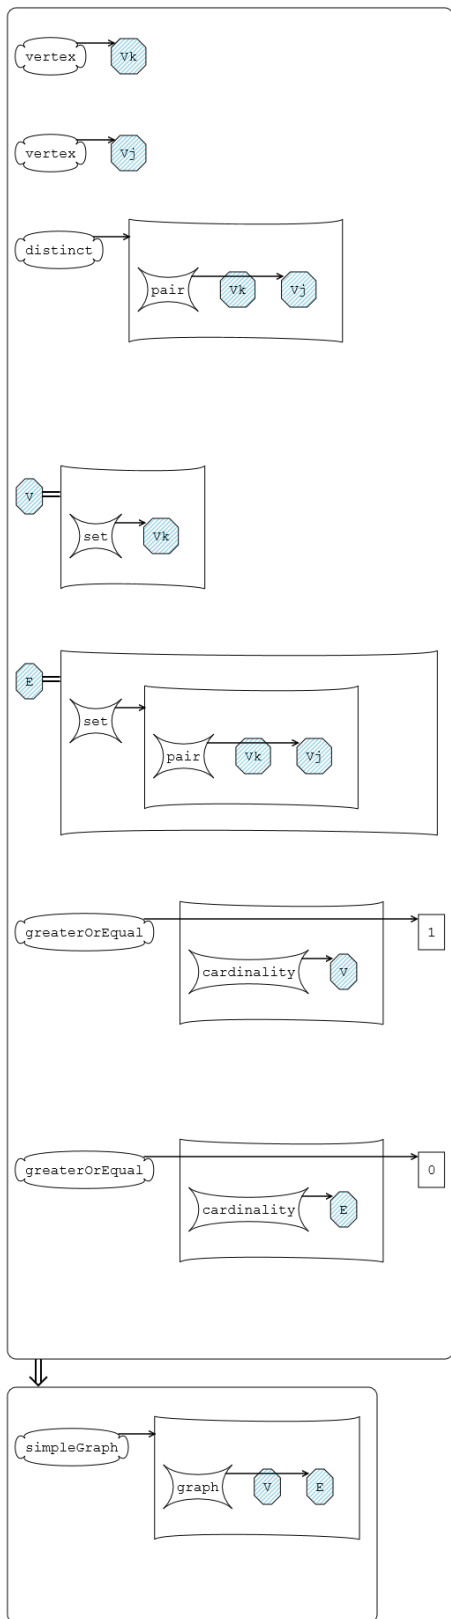 vertex Vk
vertex Vj
distinct
pair Vk Vj
V
set Vk
E
set
pair Vk Vj
greaterOrEqual 1
cardinality V
greaterOrEqual 0
cardinality E
simpleGraph
graph V E